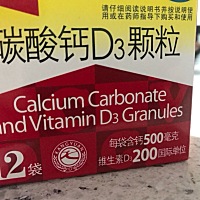 请仔细阅读说明书并按说明使
用或在药师指导下购买和使用
碳酸钙D3颗粒
Calcium Carbonate
and Vitamin D3 Granules
每袋含钙500毫克
维生素D3 200国际单位
12袋